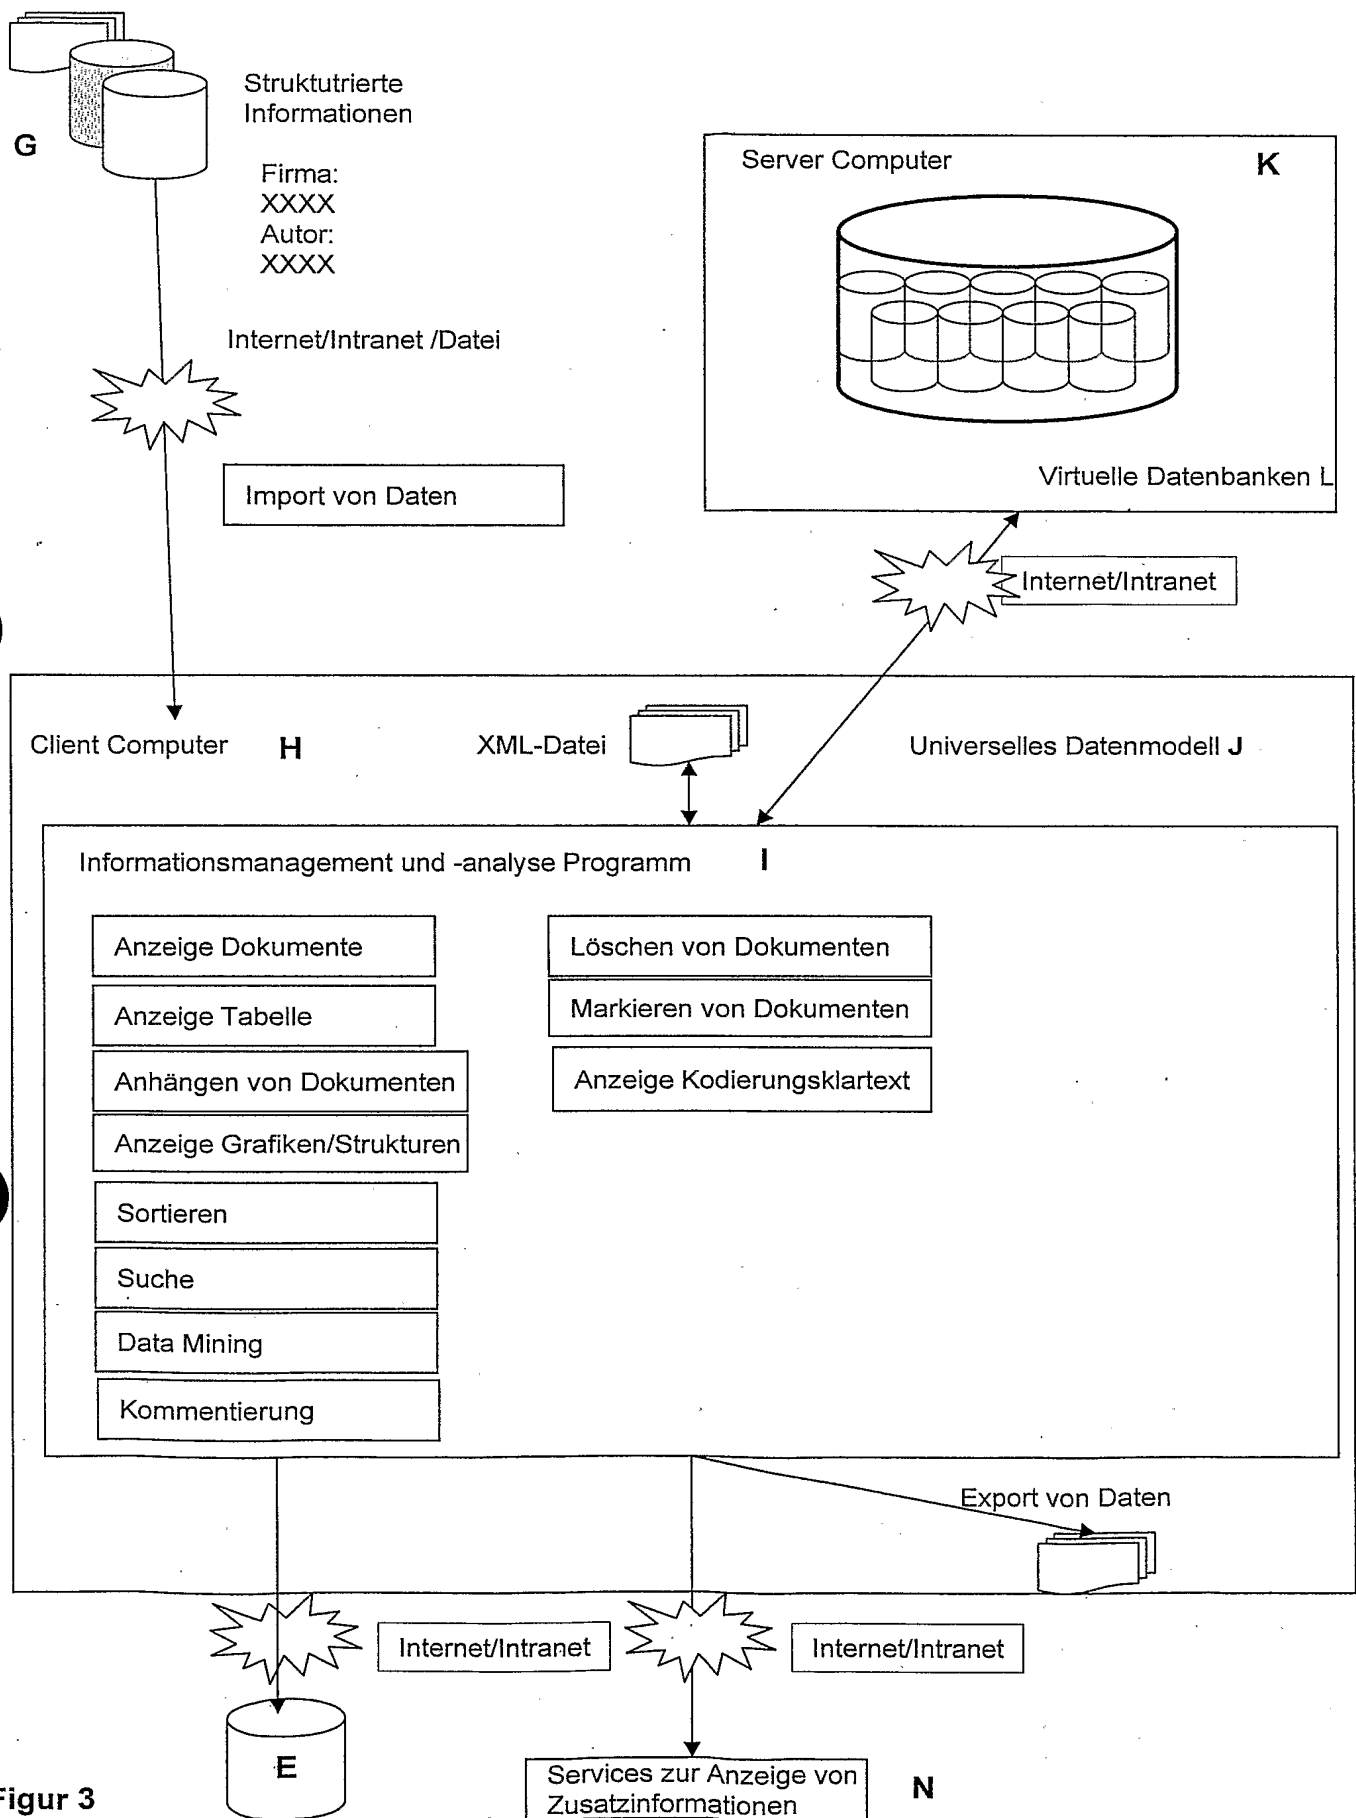 Struktutrierte
Informationen
G
Firma:
XXXX
Autor:
XXXX
Server Computer
K
Internet/Intranet /Datei
Import von Daten
Virtuelle Datenbanken L
Internet/Intranet
Client Computer
H
XML-Datei
Universelles Datenmodell J
Informationsmanagement und -analyse Programm
I
Anzeige Dokumente
Anzeige Tabelle
Anhängen von Dokumenten
Anzeige Grafiken/Strukturen
Sortieren
Suche
Data Mining
Kommentierung
Löschen von Dokumenten
Markieren von Dokumenten
Anzeige Kodierungsklartext
Export von Daten
Internet/Intranet
Internet/Intranet
E
Services zur Anzeige von
Zusatzinformationen
N
Figur 3